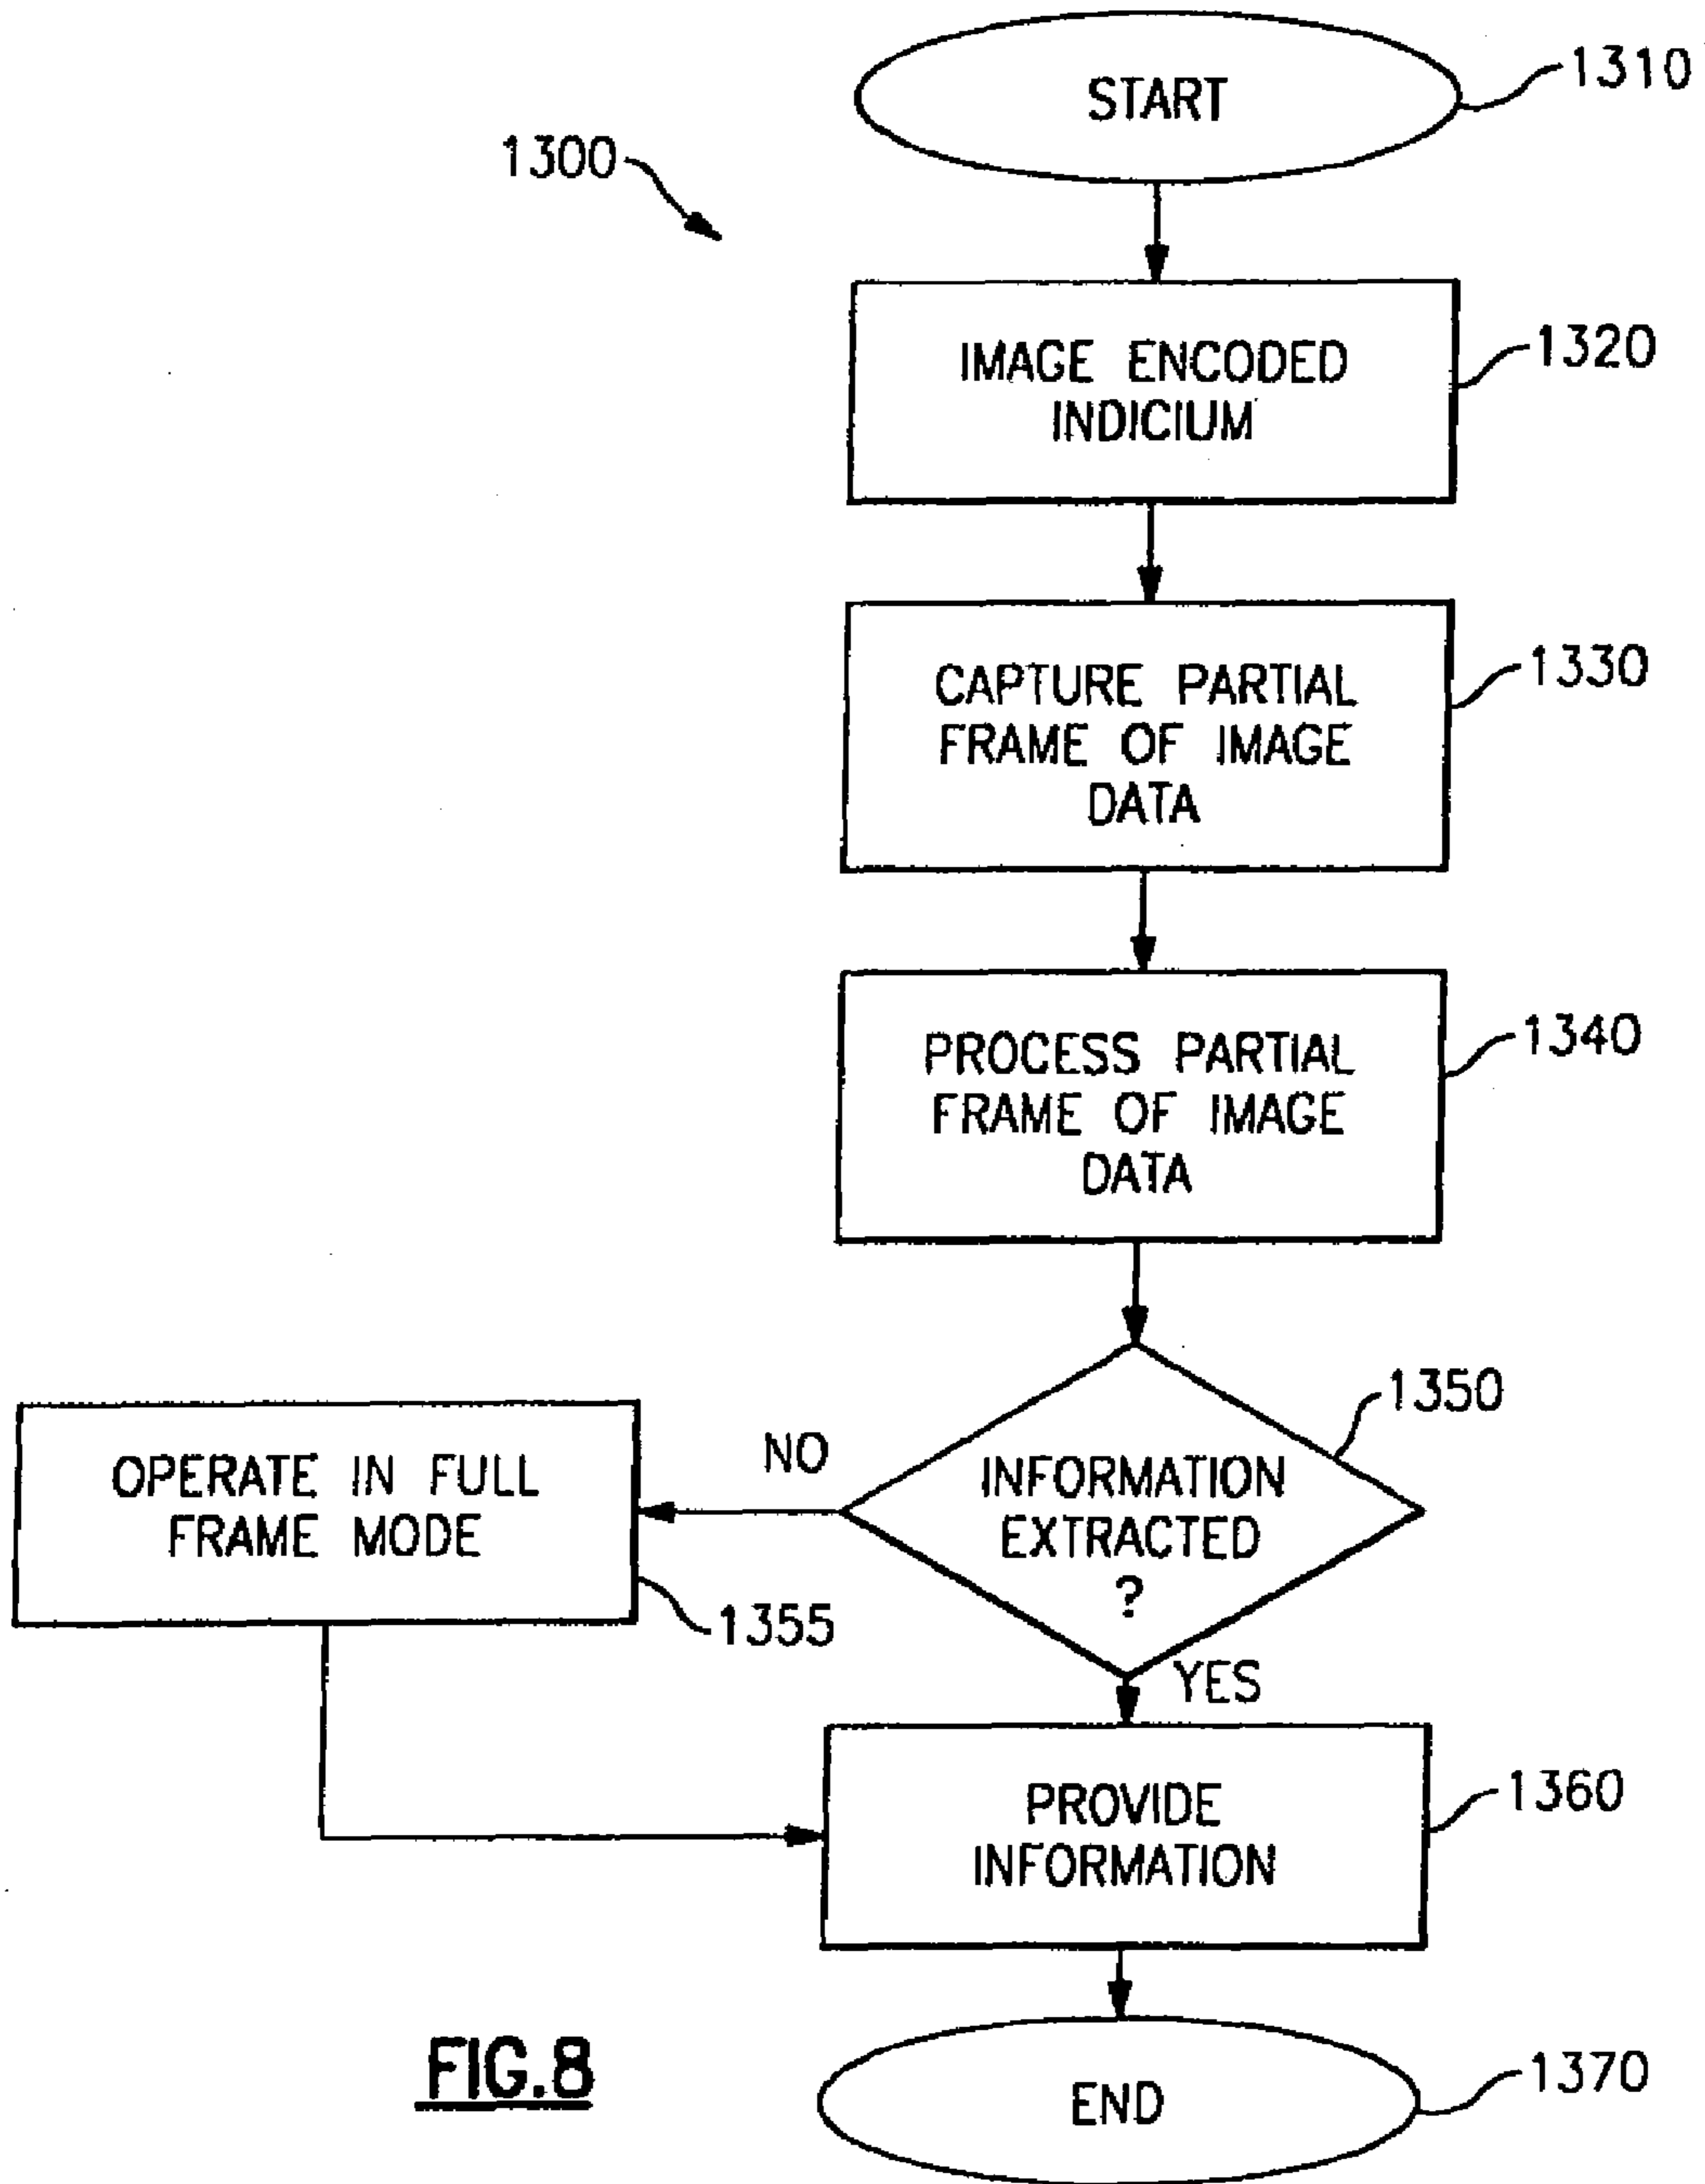 START
1310
1300
IMAGE ENCODED
INDICIUM
1320
CAPTURE PARTIAL
FRAME OF IMAGE
DATA
1330
PROCESS PARTIAL
FRAME OF IMAGE
DATA
1340
INFORMATION
EXTRACTED
?
1350
NO
OPERATE IN FULL
FRAME MODE
1355
YES
PROVIDE
INFORMATION
1360
END
1370
FIG.8